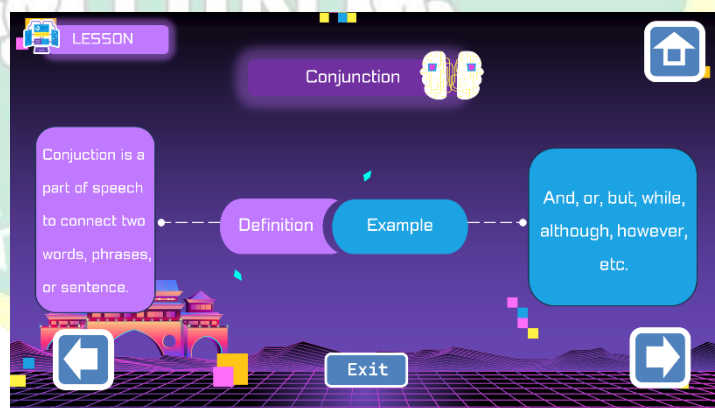 LESSON
Conjunction
Conjuction is a
part of speech
to connect two
words, phrases,
or sentence.
Definition
Example
And, or, but, while,
although, however,
etc.
Exit